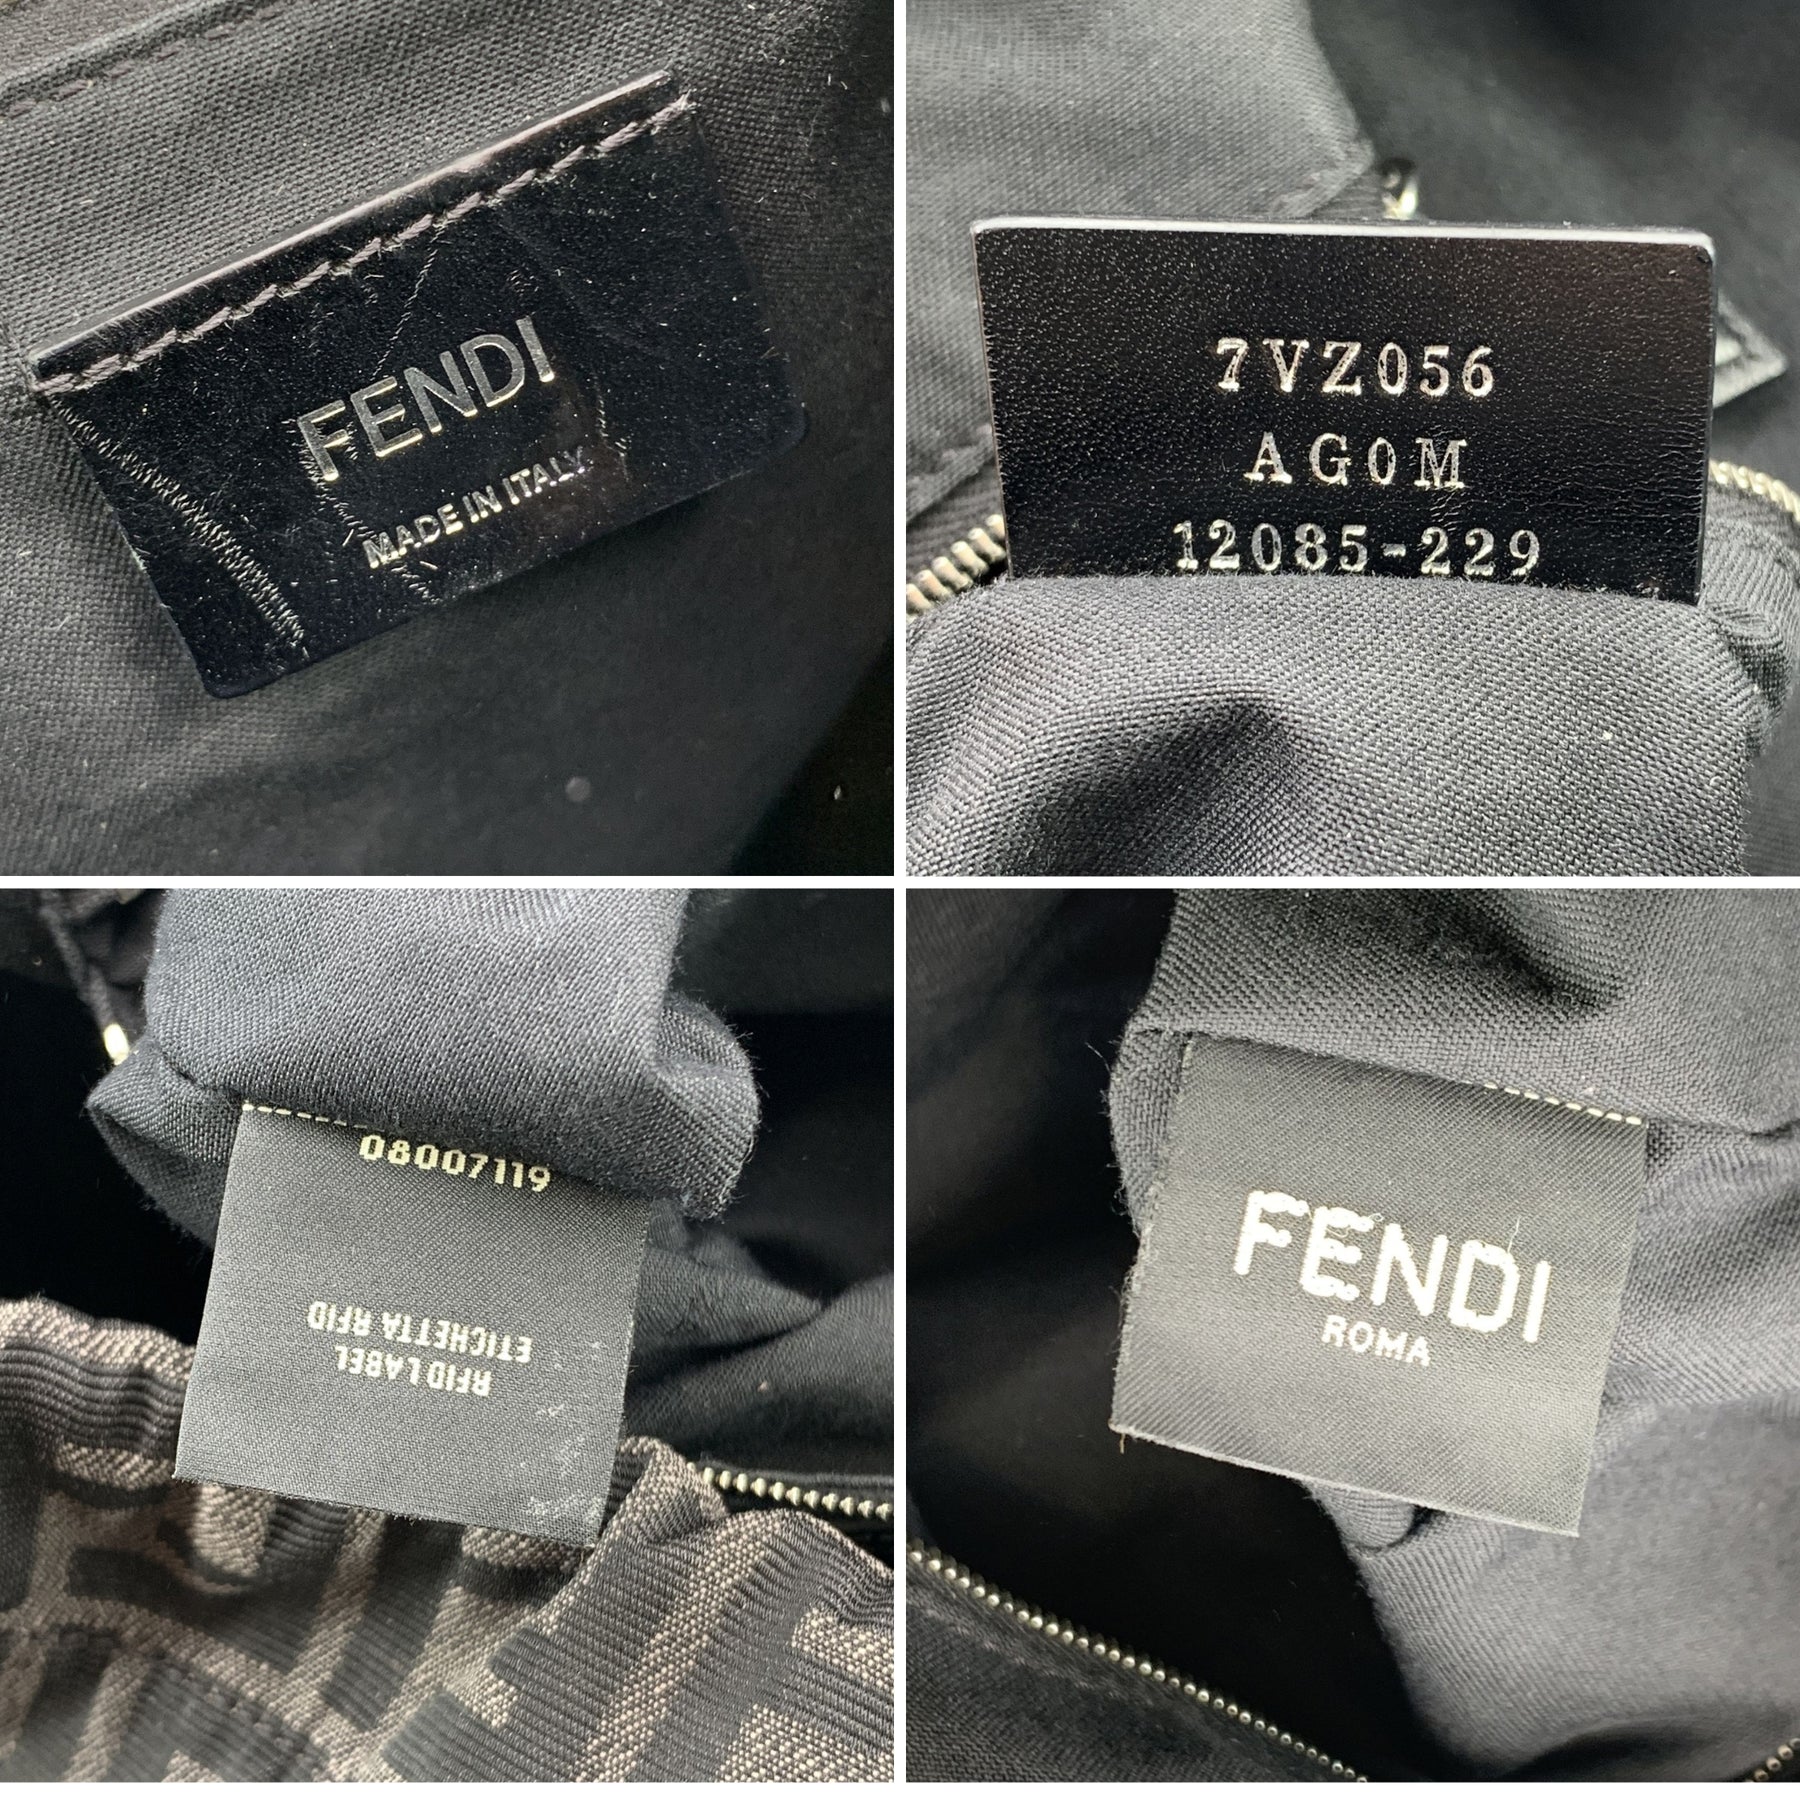 FENDI
MADE IN ITALY
7VZ056
AG0M
12085-229
08007119
RFID LABEL
ETICHETTA RFID
FENDI
ROMA